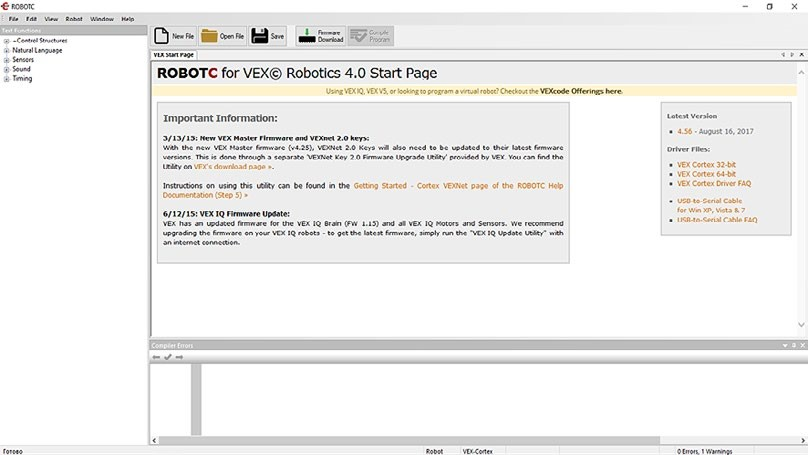 ROBOTC
File Edit View Robot Window Help
Text Functions
New File Open File Save Firmware Download Compile Program
-Control Structures
Natural Language
Sensors
Sound
Timing
VEX Start Page
ROBOTC for VEX© Robotics 4.0 Start Page
Using VEX IQ, VEX V5, or looking to program a virtual robot? Checkout the VEXcode Offerings here.
Important Information:
3/13/15: New VEX Master Firmware and VEXnet 2.0 keys:
With the new VEX Master firmware (v4.25), VEXNet 2.0 Keys will also need to be updated to their latest firmware
versions. This is done through a separate 'VEXNet Key 2.0 Firmware Upgrade Utility' provided by VEX. You can find the
Utility on VEX's download page ».
Instructions on using this utility can be found in the Getting Started - Cortex VEXNet page of the ROBOTC Help
Documentation (Step 5) »
6/12/15: VEX IQ Firmware Update:
VEX has an updated firmware for the VEX IQ Brain (FW 1.15) and all VEX IQ Motors and Sensors. We recommend
upgrading the firmware on your VEX IQ robots - to get the latest firmware, simply run the "VEX IQ Update Utility" with
an internet connection.
Latest Version
4.56 - August 16, 2017
Driver Files:
VEX Cortex 32-bit
VEX Cortex 64-bit
VEX Cortex Driver FAQ
USB-to-Serial Cable
for Win XP, Vista & 7
USB-to-Serial Cable FAQ
Compiler Errors
Готово Robot VEX-Cortex 0 Errors, 1 Warnings